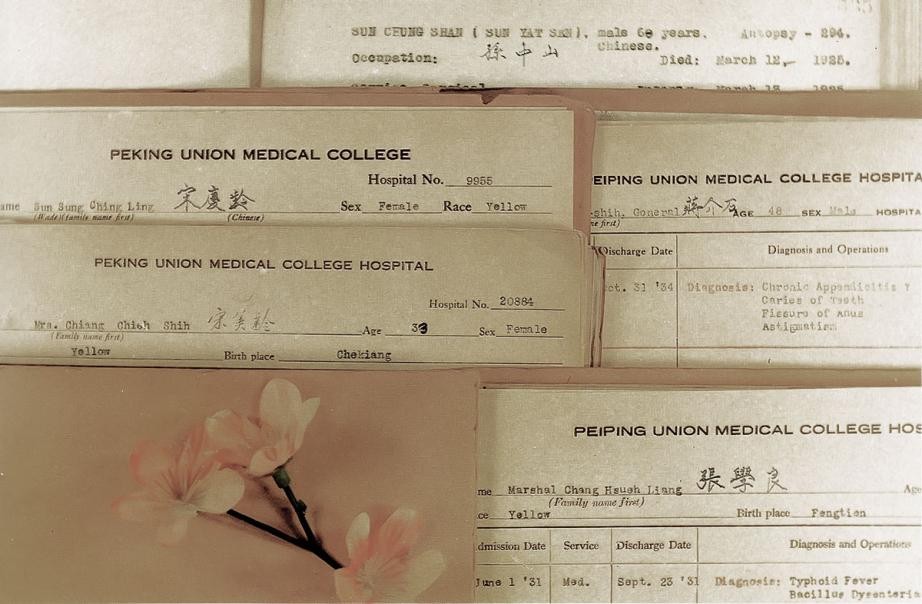 SUN CHUNG SHAN ( SUN YAT SEN), male 60 years. Autopsy - 294.
孫中山 Chinese.
Occupation: Died: March 12,- 1925.
PEKING UNION MEDICAL COLLEGE
Hospital No. 9955
Sun Sung Ching Ling 宋慶齡 Sex Female Race Yellow
(Wade)(family name first) (Chinese)
PEKING UNION MEDICAL COLLEGE HOSPITAL
Hospital No. 20884
Mrs. Chiang Chieh Shih 宋美齡 Age 33 Sex Female
(Family name first)
Yellow Birth place Chekiang
PEIPING UNION MEDICAL COLLEGE HOSPITA
-shih, General 蔣介石 AGE 48 SEX Male HOSPITA
e first)
Discharge Date Diagnosis and Operations
ct. 31 '34 Diagnosis: Chronic Appendicitis
Caries of Teeth
Fissure of Anus
Astigmatism
PEIPING UNION MEDICAL COLLEGE HOS
me Marshal Chang Hsueh Liang 張學良 Age
(Family name first)
ce Yellow Birth place Fengtien
dmission Date Service Discharge Date Diagnosis and Operations
June 1 '31 Med. Sept. 23 '31 Diagnosis: Typhoid Fever
Bacillus Dysenteria